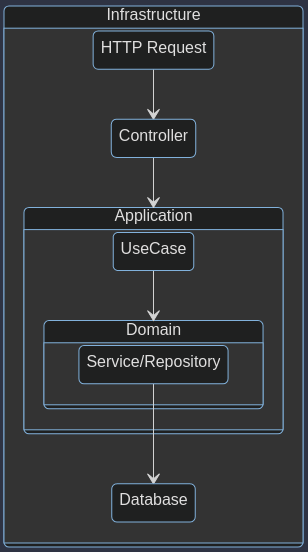 Infrastructure
HTTP Request
Controller
Application
UseCase
Domain
Service/Repository
Database